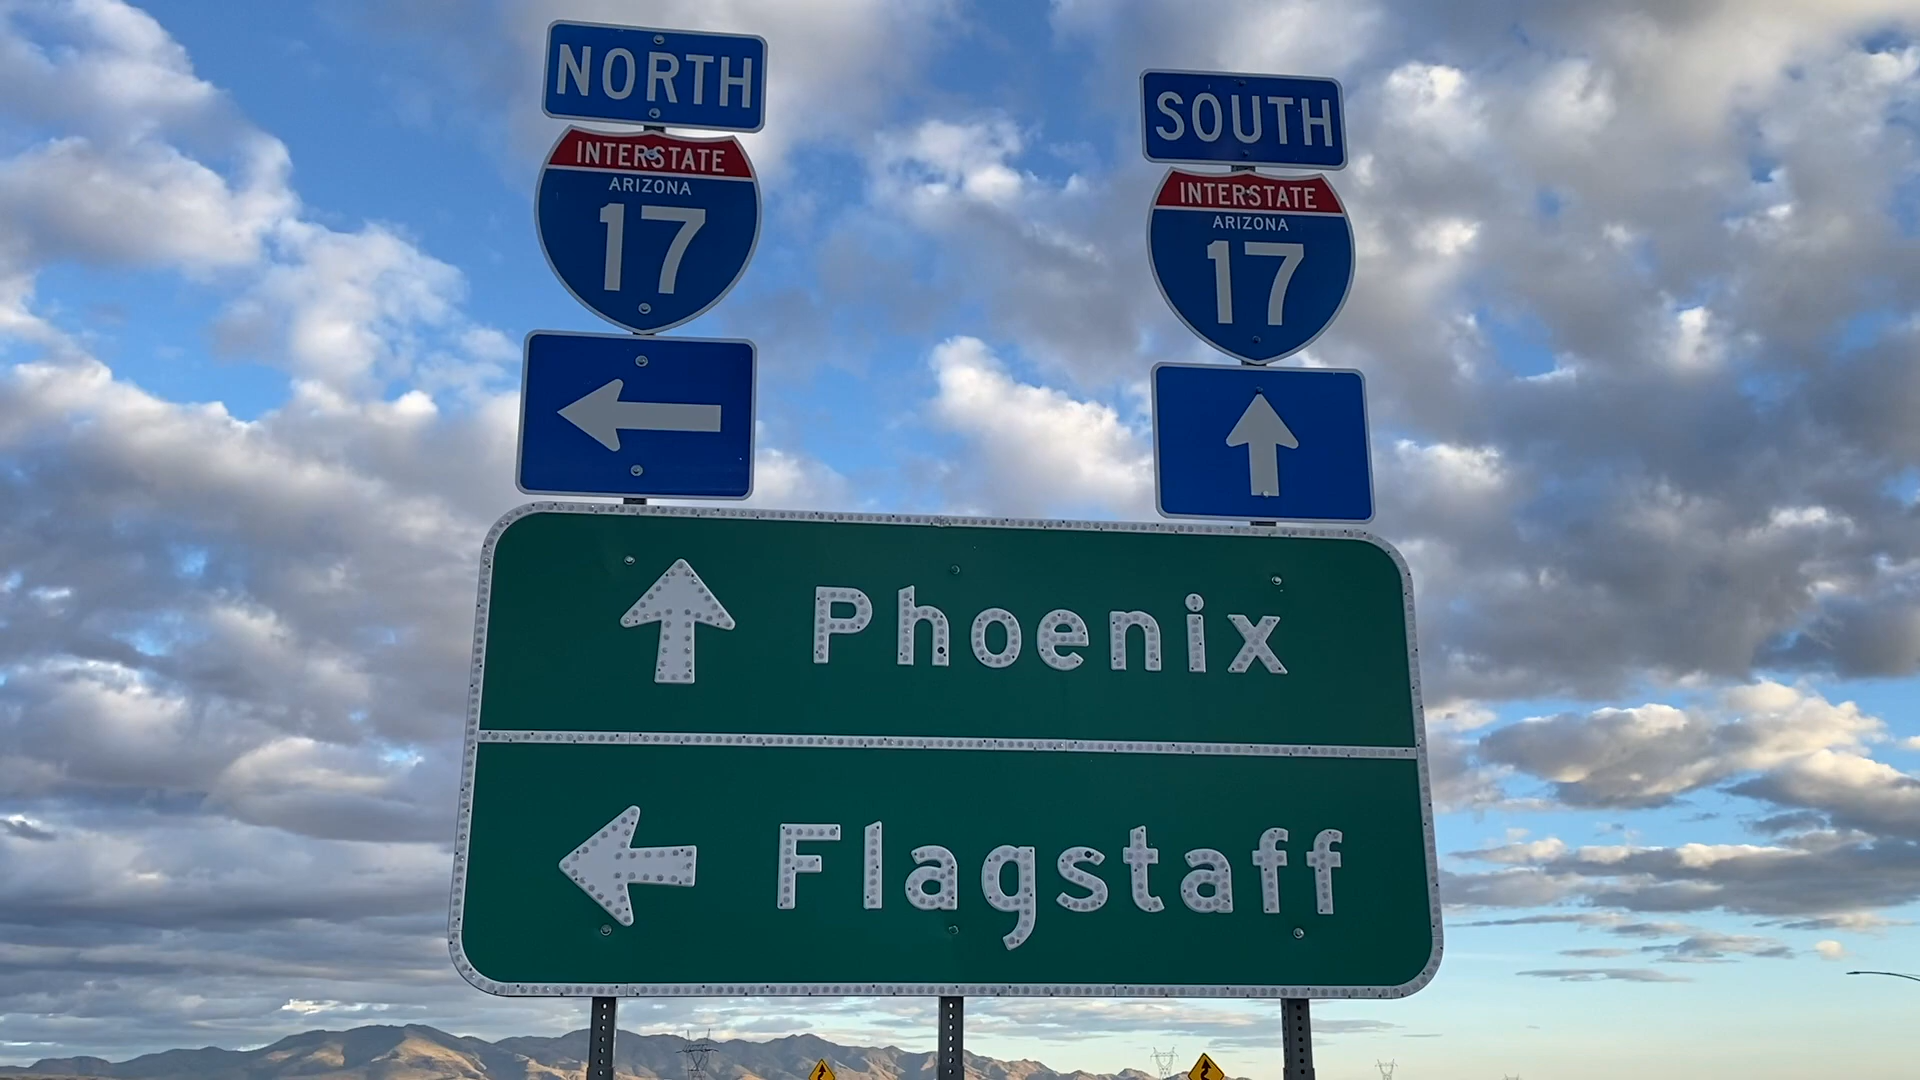 NORTH
INTERSTATE
ARIZONA
17
SOUTH
INTERSTATE
ARIZONA
17
Phoenix
Flagstaff